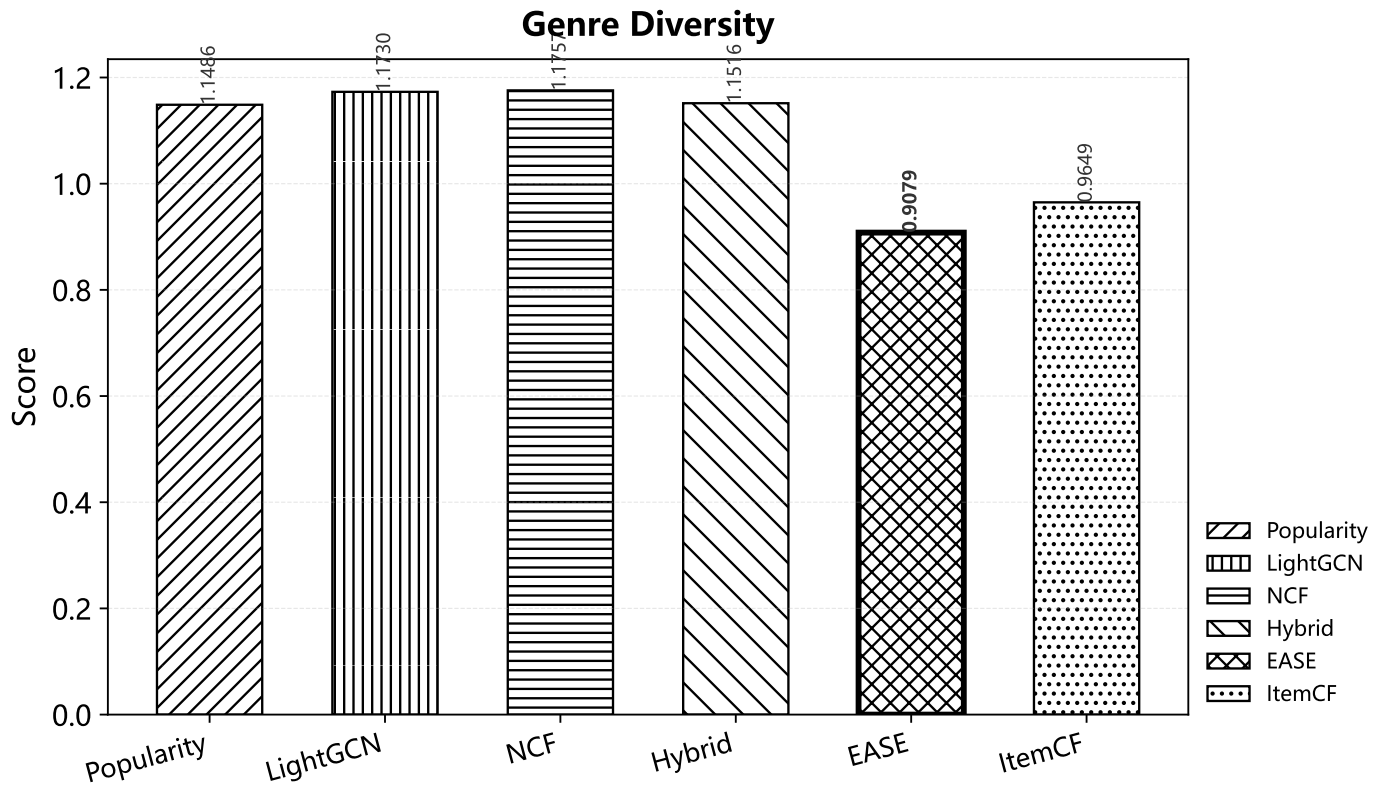 Genre Diversity
1.1486
1.1730
1.1757
1.1516
0.9079
0.9649
Score
1.2
1.0
0.8
0.6
0.4
0.2
0.0
Popularity
LightGCN
NCF
Hybrid
EASE
ItemCF
Popularity
LightGCN
NCF
Hybrid
EASE
ItemCF